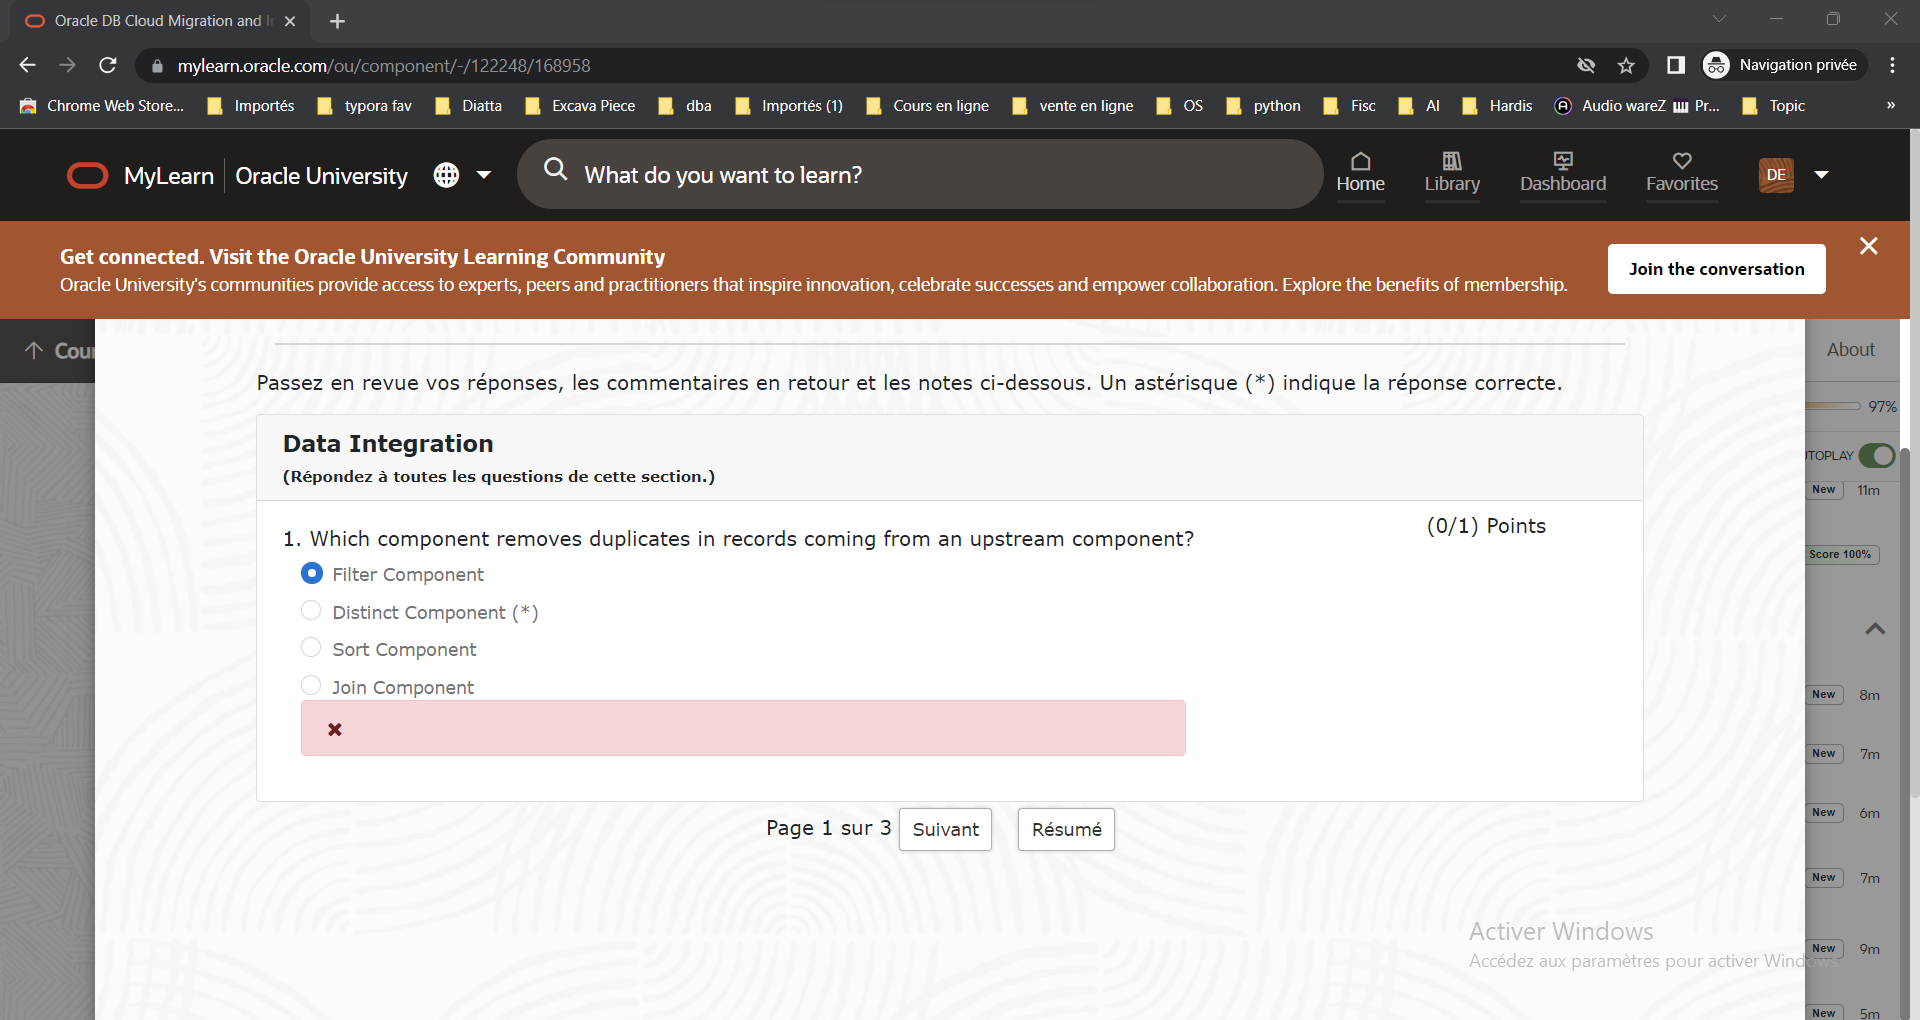 Oracle DB Cloud Migration and I
mylearn.oracle.com/ou/component/-/122248/168958
Navigation privée
Chrome Web Store... Importés typora fav Diatta Excava Piece dba Importés (1) Cours en ligne vente en ligne OS python Fisc AI Hardis Audio wareZ Pr... Topic »
MyLearn Oracle University
What do you want to learn?
Home Library Dashboard Favorites DE
Get connected. Visit the Oracle University Learning Community
Oracle University's communities provide access to experts, peers and practitioners that inspire innovation, celebrate successes and empower collaboration. Explore the benefits of membership.
Join the conversation
Cour
About
Passez en revue vos réponses, les commentaires en retour et les notes ci-dessous. Un astérisque (*) indique la réponse correcte.
97%
Data Integration
(Répondez à toutes les questions de cette section.)
TOPLAY
New 11m
1. Which component removes duplicates in records coming from an upstream component?
(0/1) Points
Score 100%
Filter Component
Distinct Component (*)
Sort Component
Join Component
New 8m
New 7m
New 6m
Page 1 sur 3 Suivant Résumé
New 7m
Activer Windows
Accédez aux paramètres pour activer Windows.
New 9m
New 5m